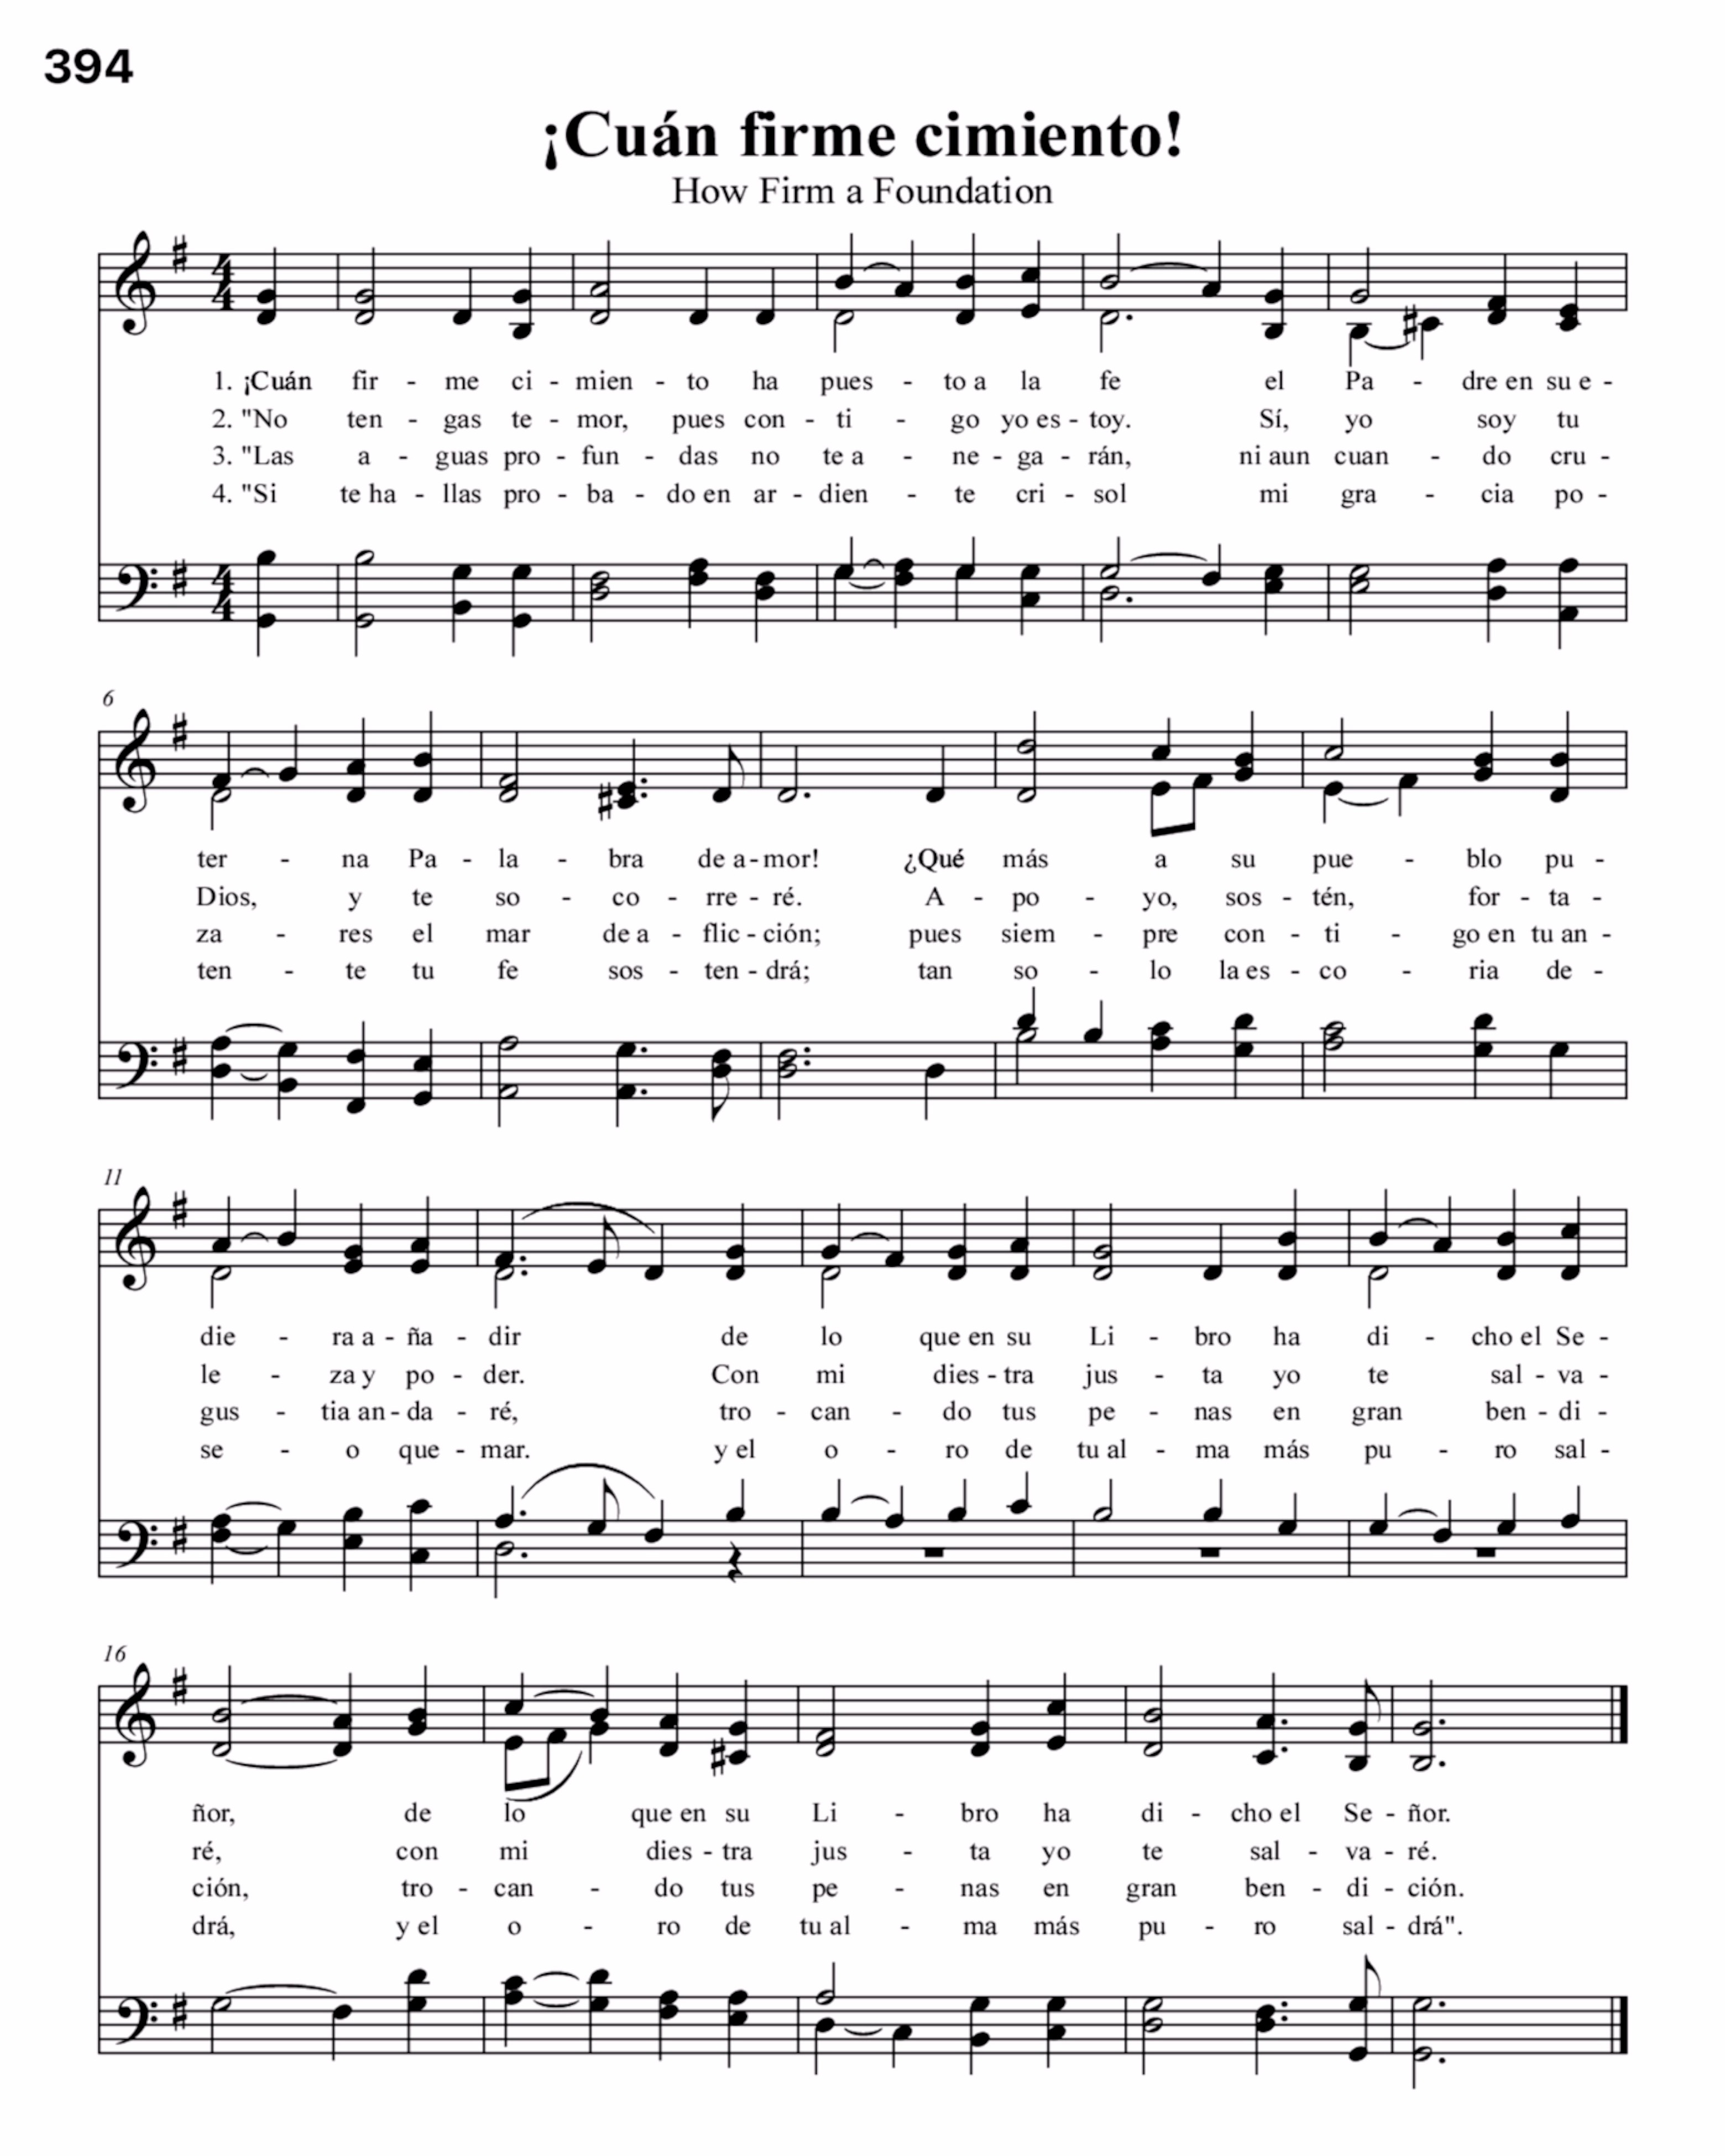 394
¡Cuán firme cimiento!
How Firm a Foundation
1. ¡Cuán fir - me ci - mien - to ha pues - to a la fe el Pa - dre en su e -
2. "No ten - gas te - mor, pues con - ti - go yo es - toy. Sí, yo soy tu
3. "Las a - guas pro - fun - das no te a - ne - ga - rán, ni aun cuan - do cru -
4. "Si te ha - llas pro - ba - do en ar - dien - te cri - sol mi gra - cia po -
6
ter - na Pa - la - bra de a - mor! ¿Qué más a su pue - blo pu -
Dios, y te so - co - rre - ré. A - po - yo, sos - tén, for - ta -
za - res el mar de a - flic - ción; pues siem - pre con - ti - go en tu an -
ten - te tu fe sos - ten - drá; tan so - lo la es - co - ria de -
11
die - ra a - ña - dir de lo que en su Li - bro ha di - cho el Se -
le - za y po - der. Con mi dies - tra jus - ta yo te sal - va -
gus - tia an - da - ré, tro - can - do tus pe - nas en gran ben - di -
se - o que - mar. y el o - ro de tu al - ma más pu - ro sal -
16
ñor, de lo que en su Li - bro ha di - cho el Se - ñor.
ré, con mi dies - tra jus - ta yo te sal - va - ré.
ción, tro - can - do tus pe - nas en gran ben - di - ción.
drá, y el o - ro de tu al - ma más pu - ro sal - drá".